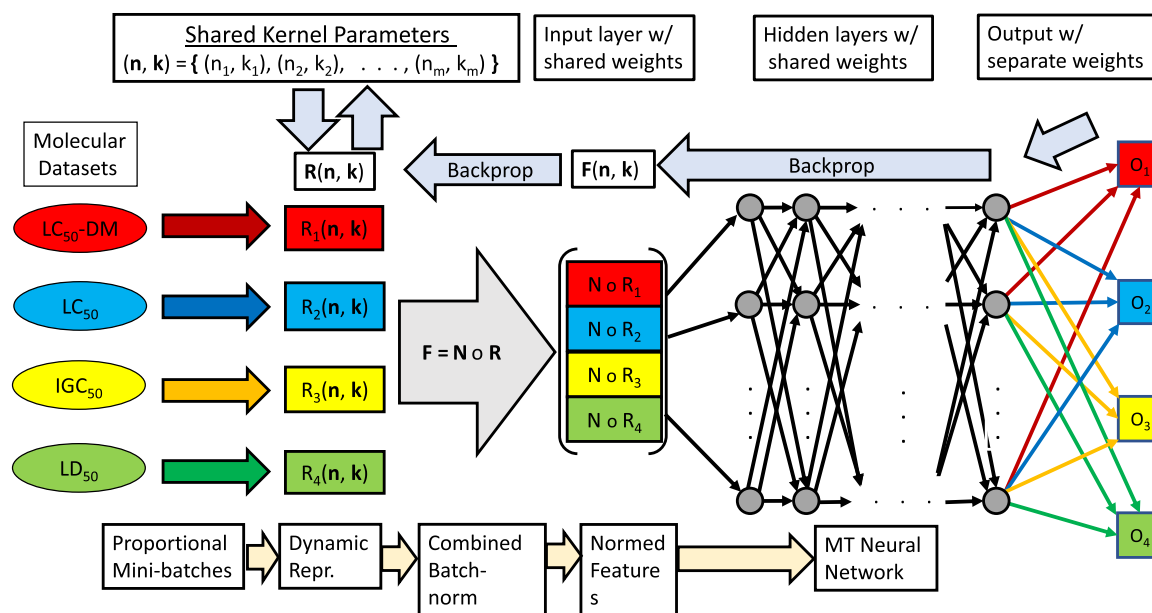 Shared Kernel Parameters
(n, k) = { (n₁, k₁), (n₂, k₂), . . . ., (nₘ, kₘ) }
Input layer w/
shared weights
Hidden layers w/
shared weights
Output w/
separate weights
Molecular
Datasets
R(n, k)
Backprop
F(n, k)
Backprop
O₁
LC₅₀-DM
R₁(n, k)
N o R₁
LC₅₀
R₂(n, k)
F = N o R
N o R₂
O₂
IGC₅₀
R₃(n, k)
N o R₃
O₃
LD₅₀
R₄(n, k)
N o R₄
O₄
Proportional
Mini-batches
Dynamic
Repr.
Combined
Batch-
norm
Normed
Feature
s
MT Neural
Network